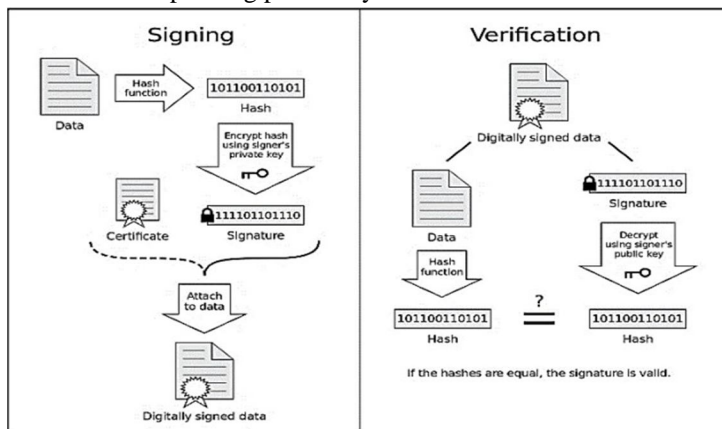 Signing
Data
Hash
function
101100110101
Hash
Encrypt hash
using signer's
private key
Certificate
111101101110
Signature
Attach
to data
Digitally signed data
Verification
Digitally signed data
Data
111101101110
Signature
Hash
function
Decrypt
using signer's
public key
101100110101
Hash
?
=
101100110101
Hash
If the hashes are equal, the signature is valid.